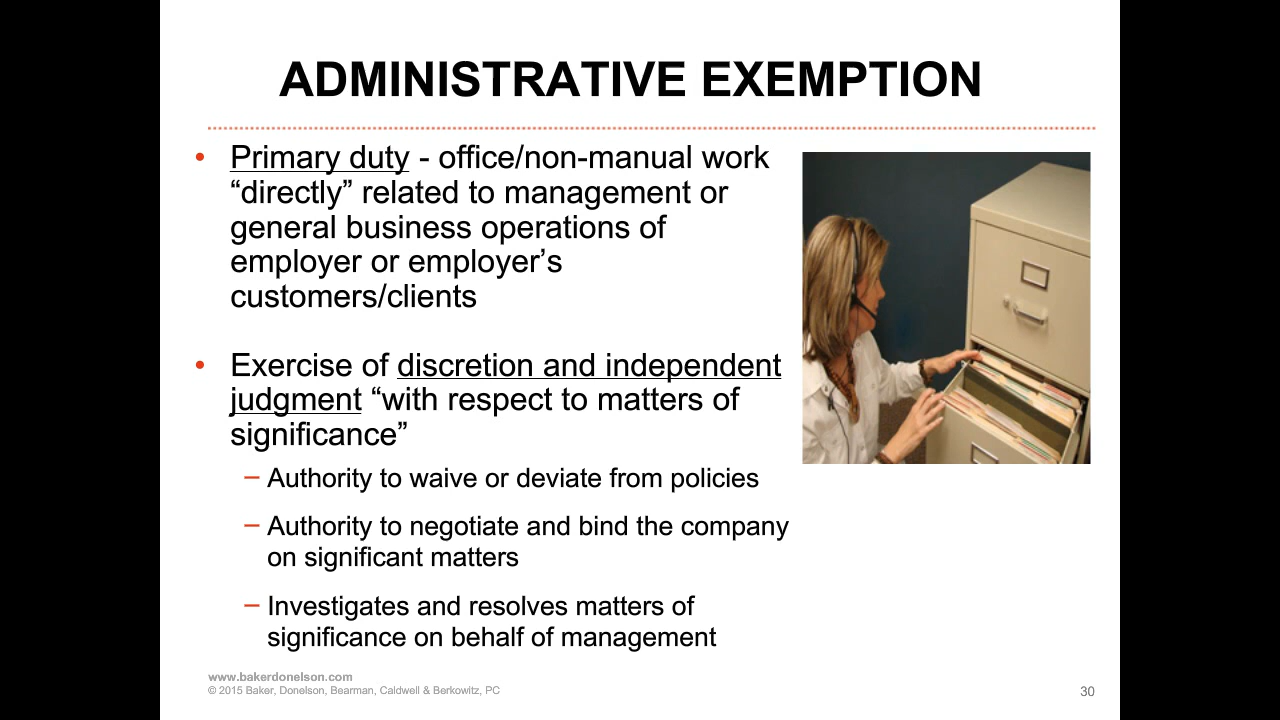 ADMINISTRATIVE EXEMPTION
• Primary duty - office/non-manual work
“directly” related to management or
general business operations of
employer or employer’s
customers/clients
• Exercise of discretion and independent
judgment “with respect to matters of
significance”
– Authority to waive or deviate from policies
– Authority to negotiate and bind the company
on significant matters
– Investigates and resolves matters of
significance on behalf of management
www.bakerdonelson.com
© 2015 Baker, Donelson, Bearman, Caldwell & Berkowitz, PC
30